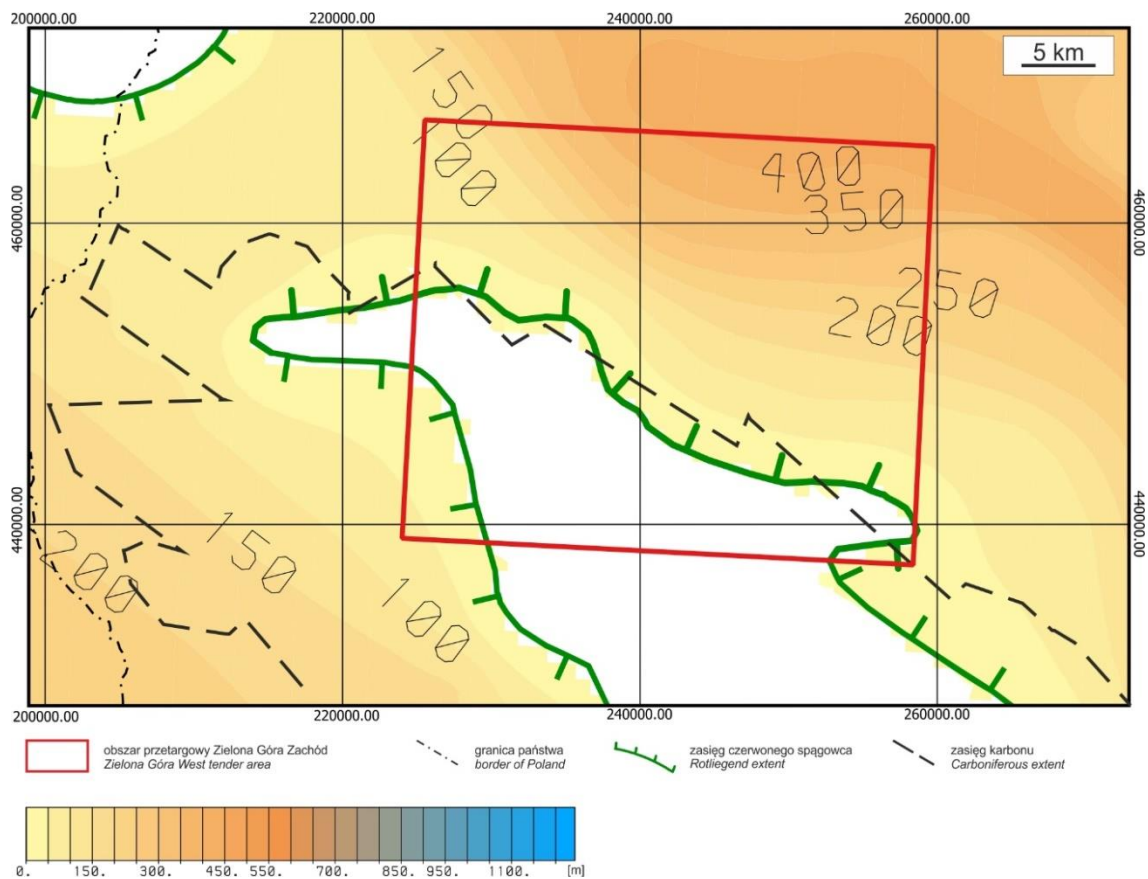 200000.00 220000.00 240000.00 260000.00
5 km
150
100
400
350
460000.00 460000.00
250
200
440000.00 440000.00
150
200
100
200000.00 220000.00 240000.00 260000.00
obszar przetargowy Zielona Góra Zachód
Zielona Góra West tender area
granica państwa
border of Poland
zasięg czerwonego spągowca
Rotliegend extent
zasięg karbonu
Carboniferous extent
0. 150. 300. 450. 550. 700. 850. 950. 1100. [m]